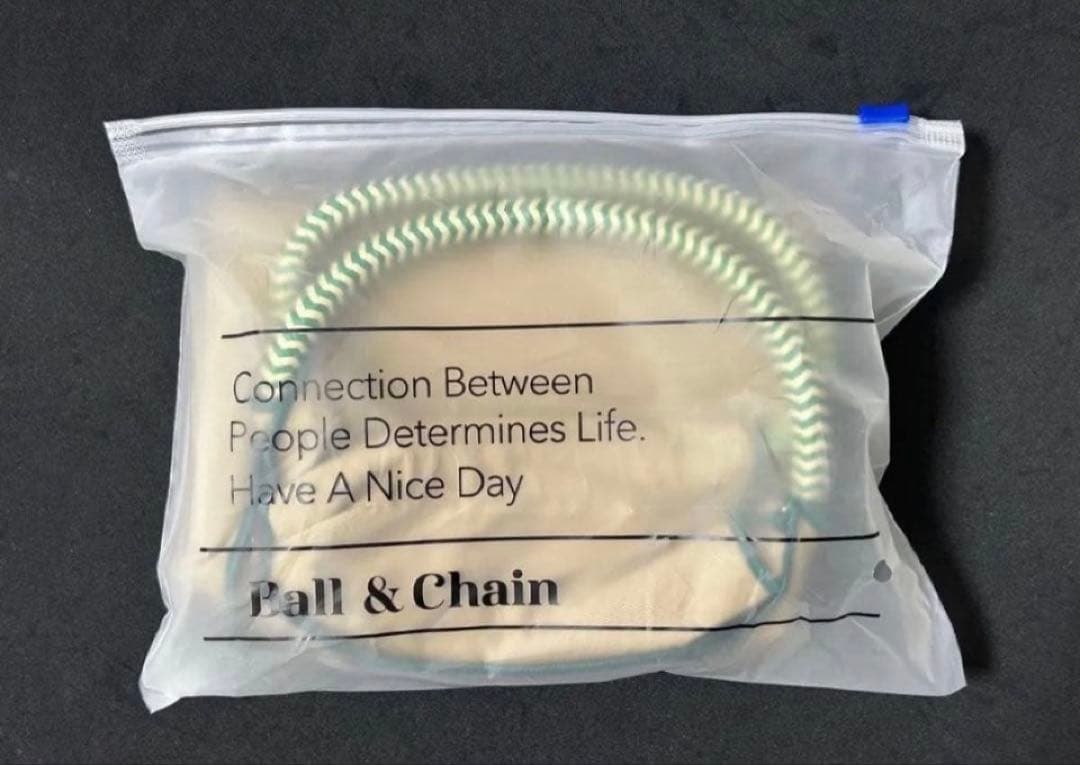 Connection Between
People Determines Life.
Have A Nice Day
Ball & Chain